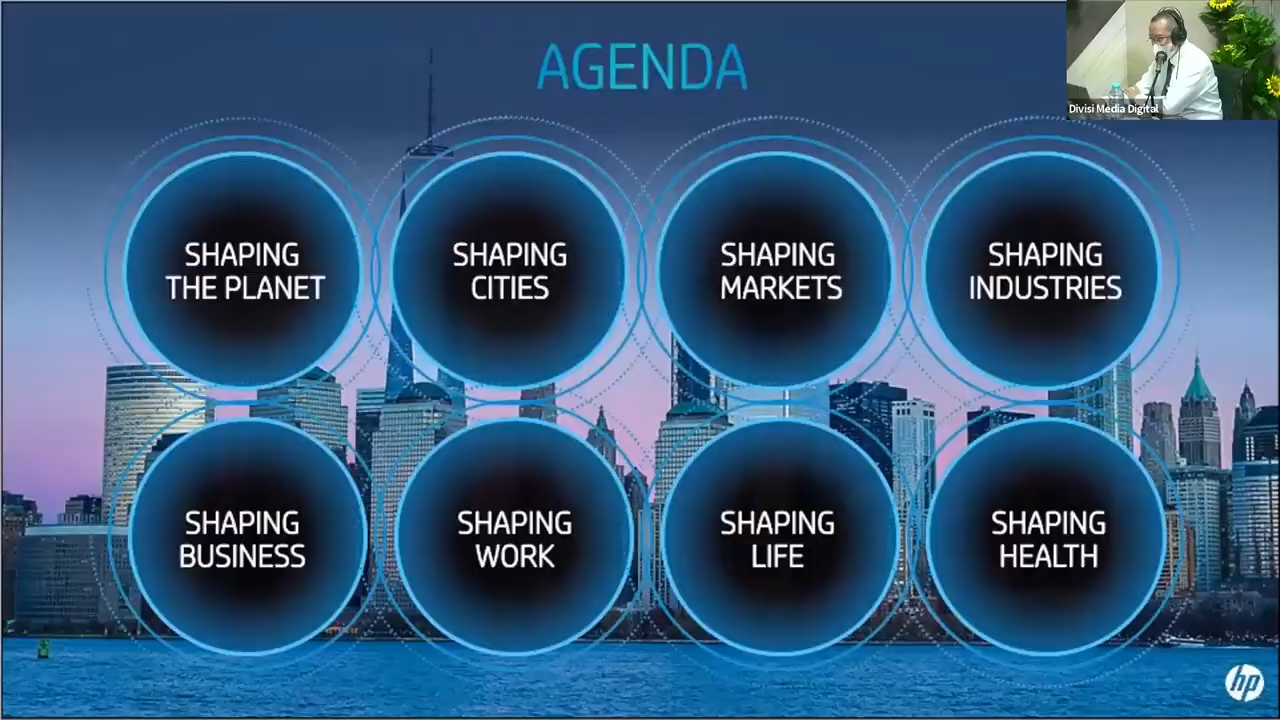 AGENDA
Divisi Media Digital
SHAPING
THE PLANET
SHAPING
CITIES
SHAPING
MARKETS
SHAPING
INDUSTRIES
SHAPING
BUSINESS
SHAPING
WORK
SHAPING
LIFE
SHAPING
HEALTH
hp